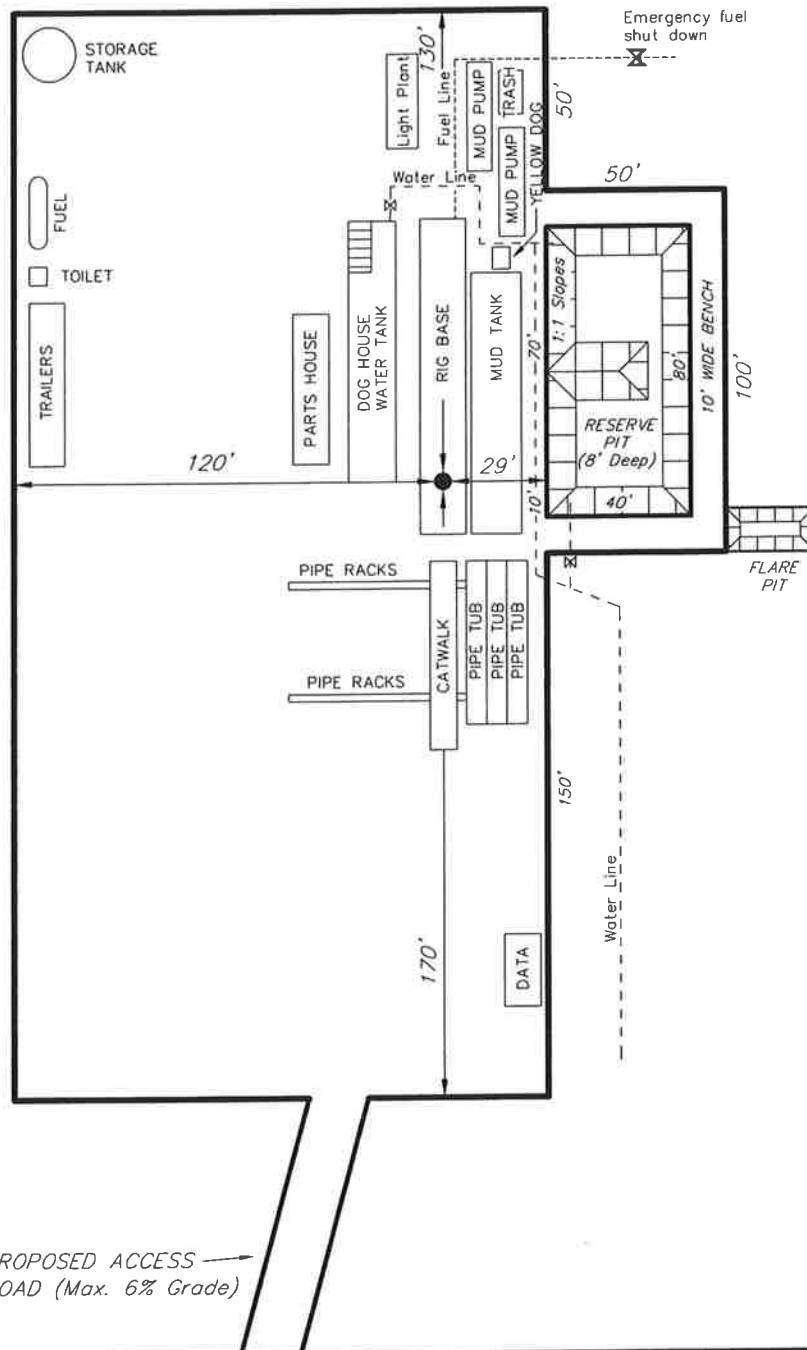 Emergency fuel
shut down
STORAGE
TANK
130'
Light Plant
Fuel Line
MUD PUMP
TRASH
50'
MUD PUMP
YELLOW DOG
Water Line
50'
FUEL
TOILET
TRAILERS
PARTS HOUSE
DOG HOUSE
WATER TANK
RIG BASE
MUD TANK
70'
1:1 Slopes
80'
10' WIDE BENCH
100'
RESERVE
PIT
(8' Deep)
120'
29'
10'
40'
FLARE
PIT
PIPE RACKS
CATWALK
PIPE TUB
PIPE TUB
PIPE TUB
PIPE RACKS
150'
Water Line
170'
DATA
ROPOSED ACCESS
OAD (Max. 6% Grade)